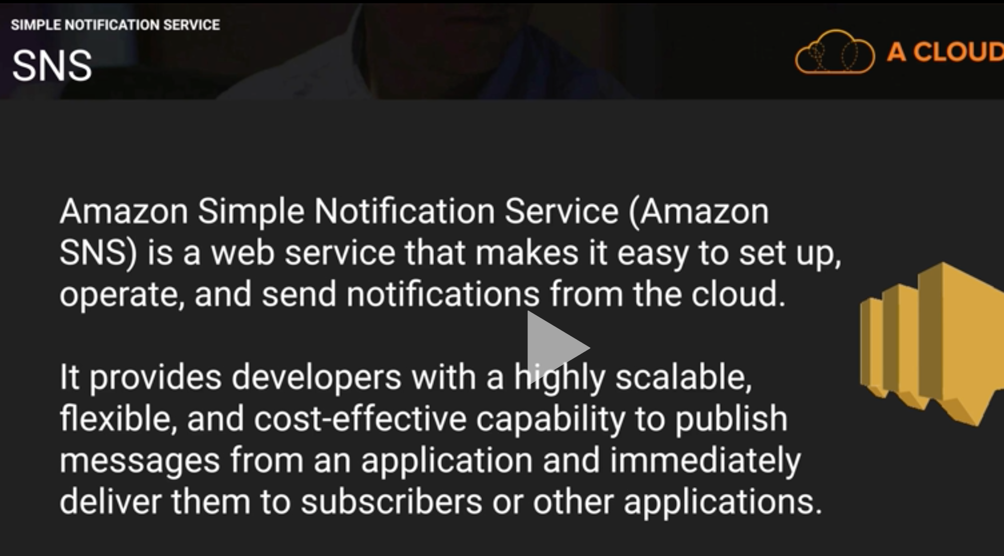 SIMPLE NOTIFICATION SERVICE
SNS
A CLOUD
Amazon Simple Notification Service (Amazon
SNS) is a web service that makes it easy to set up,
operate, and send notifications from the cloud.
It provides developers with a highly scalable,
flexible, and cost-effective capability to publish
messages from an application and immediately
deliver them to subscribers or other applications.